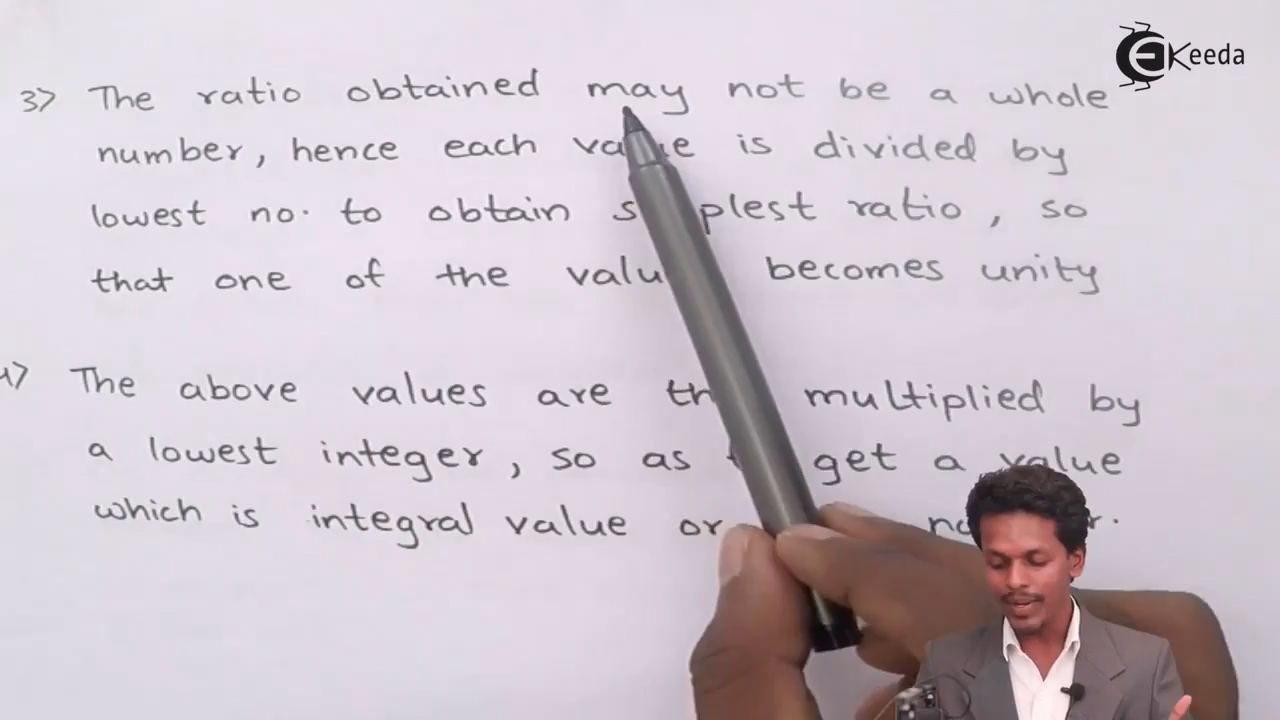 Keeda
3> The ratio obtained may not be a whole
number, hence each is divided by
lowest no. to obtain ratio, so
that one of the becomes unity
The above values are multiplied by
a lowest integer, so as get a value
which is integral value or